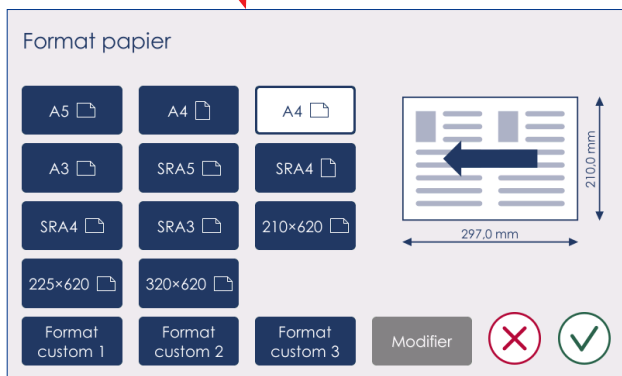 Format papier
A5
A4
A4
A3
SRA5
SRA4
SRA4
SRA3
210×620
225×620
320×620
210,0 mm
297,0 mm
Format
custom 1
Format
custom 2
Format
custom 3
Modifier